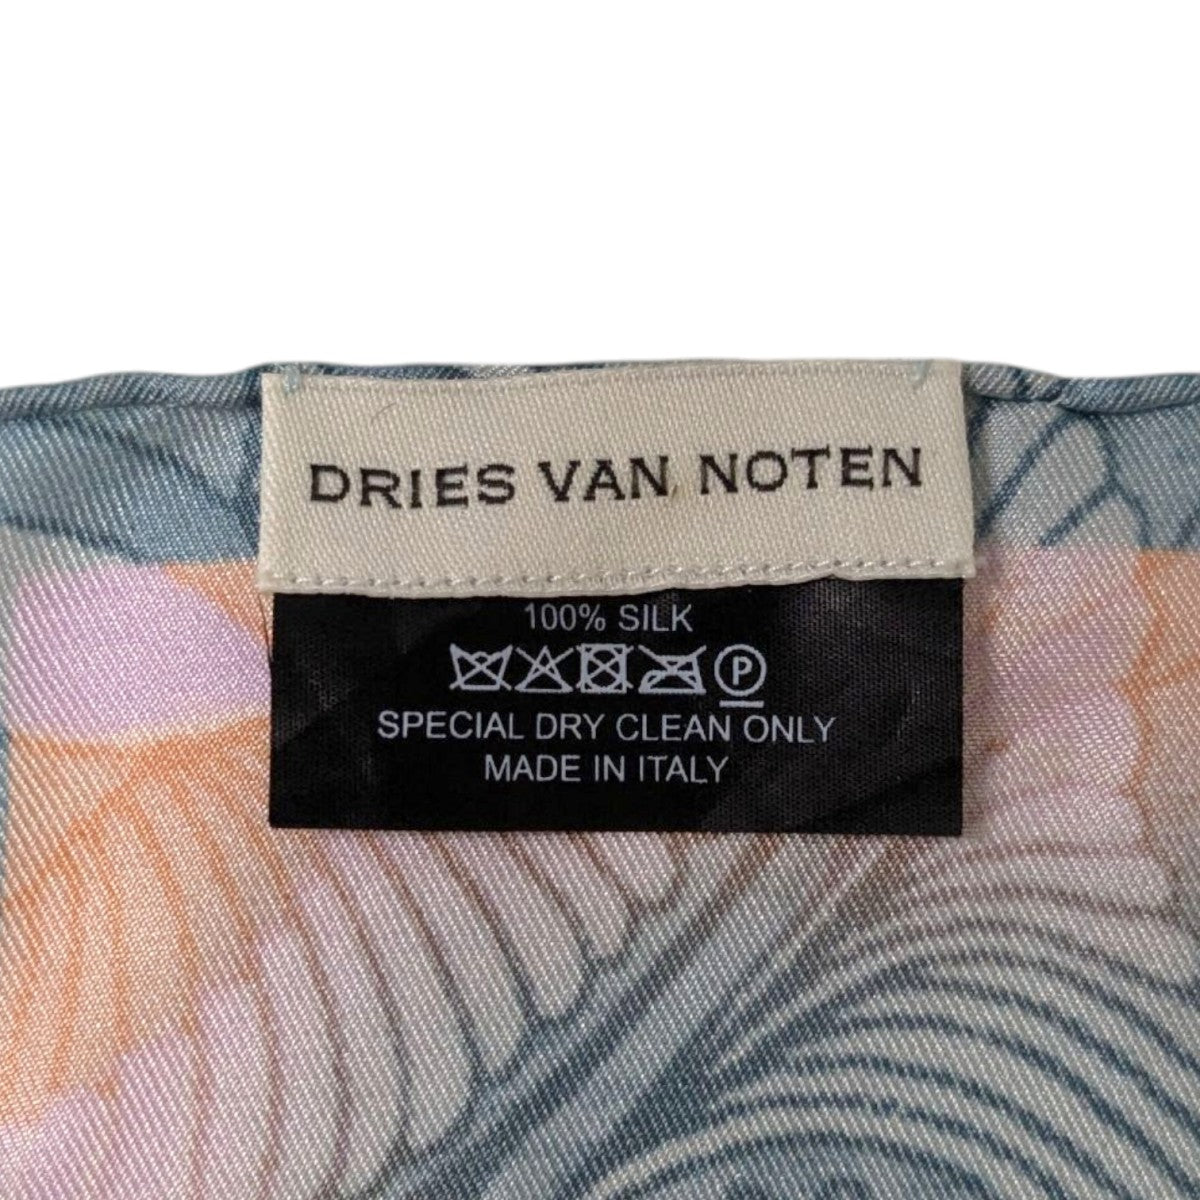 DRIES VAN NOTEN
100% SILK
P
SPECIAL DRY CLEAN ONLY
MADE IN ITALY